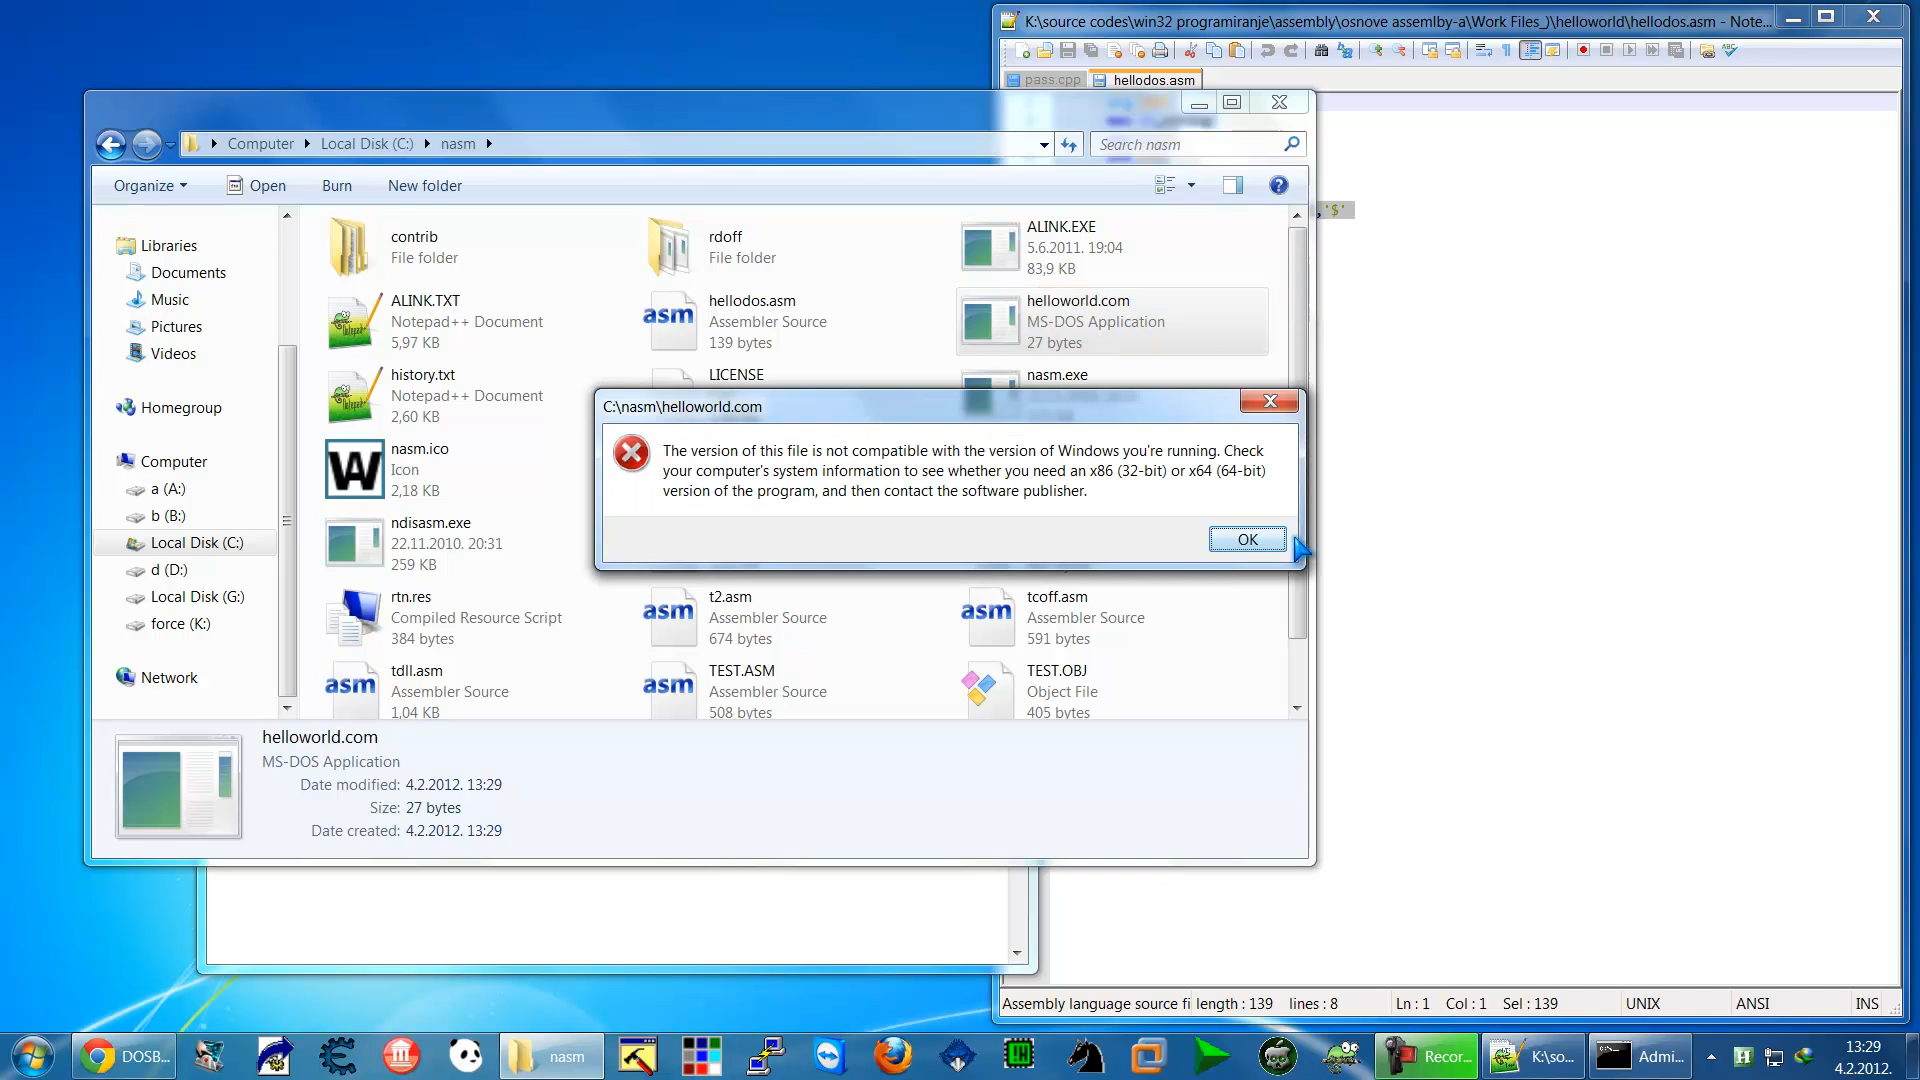 K:\source codes\win32 programiranje\assembly\osnove assemlby-a\Work Files_)\helloworld\hellodos.asm - Note...
pass.cpp
hellodos.asm
Computer
Local Disk (C:)
nasm
Search nasm
Organize
Open
Burn
New folder
,'$'
Libraries
Documents
Music
Pictures
Videos
Homegroup
Computer
a (A:)
b (B:)
Local Disk (C:)
d (D:)
Local Disk (G:)
force (K:)
Network
contrib
File folder
rdoff
File folder
ALINK.EXE
5.6.2011. 19:04
83,9 KB
ALINK.TXT
Notepad++ Document
5,97 KB
hellodos.asm
Assembler Source
139 bytes
helloworld.com
MS-DOS Application
27 bytes
history.txt
Notepad++ Document
2,60 KB
LICENSE
nasm.exe
nasm.ico
Icon
2,18 KB
ndisasm.exe
22.11.2010. 20:31
259 KB
C:\nasm\helloworld.com
The version of this file is not compatible with the version of Windows you're running. Check
your computer's system information to see whether you need an x86 (32-bit) or x64 (64-bit)
version of the program, and then contact the software publisher.
OK
rtn.res
Compiled Resource Script
384 bytes
asm
t2.asm
Assembler Source
674 bytes
asm
tcoff.asm
Assembler Source
591 bytes
asm
tdll.asm
Assembler Source
1,04 KB
asm
TEST.ASM
Assembler Source
508 bytes
TEST.OBJ
Object File
405 bytes
helloworld.com
MS-DOS Application
Date modified: 4.2.2012. 13:29
Size: 27 bytes
Date created: 4.2.2012. 13:29
Assembly language source fi
length : 139 lines : 8
Ln : 1 Col : 1 Sel : 139
UNIX
ANSI
INS
DOSB...
nasm
Recor...
K:\so...
Admi...
13:29
4.2.2012.